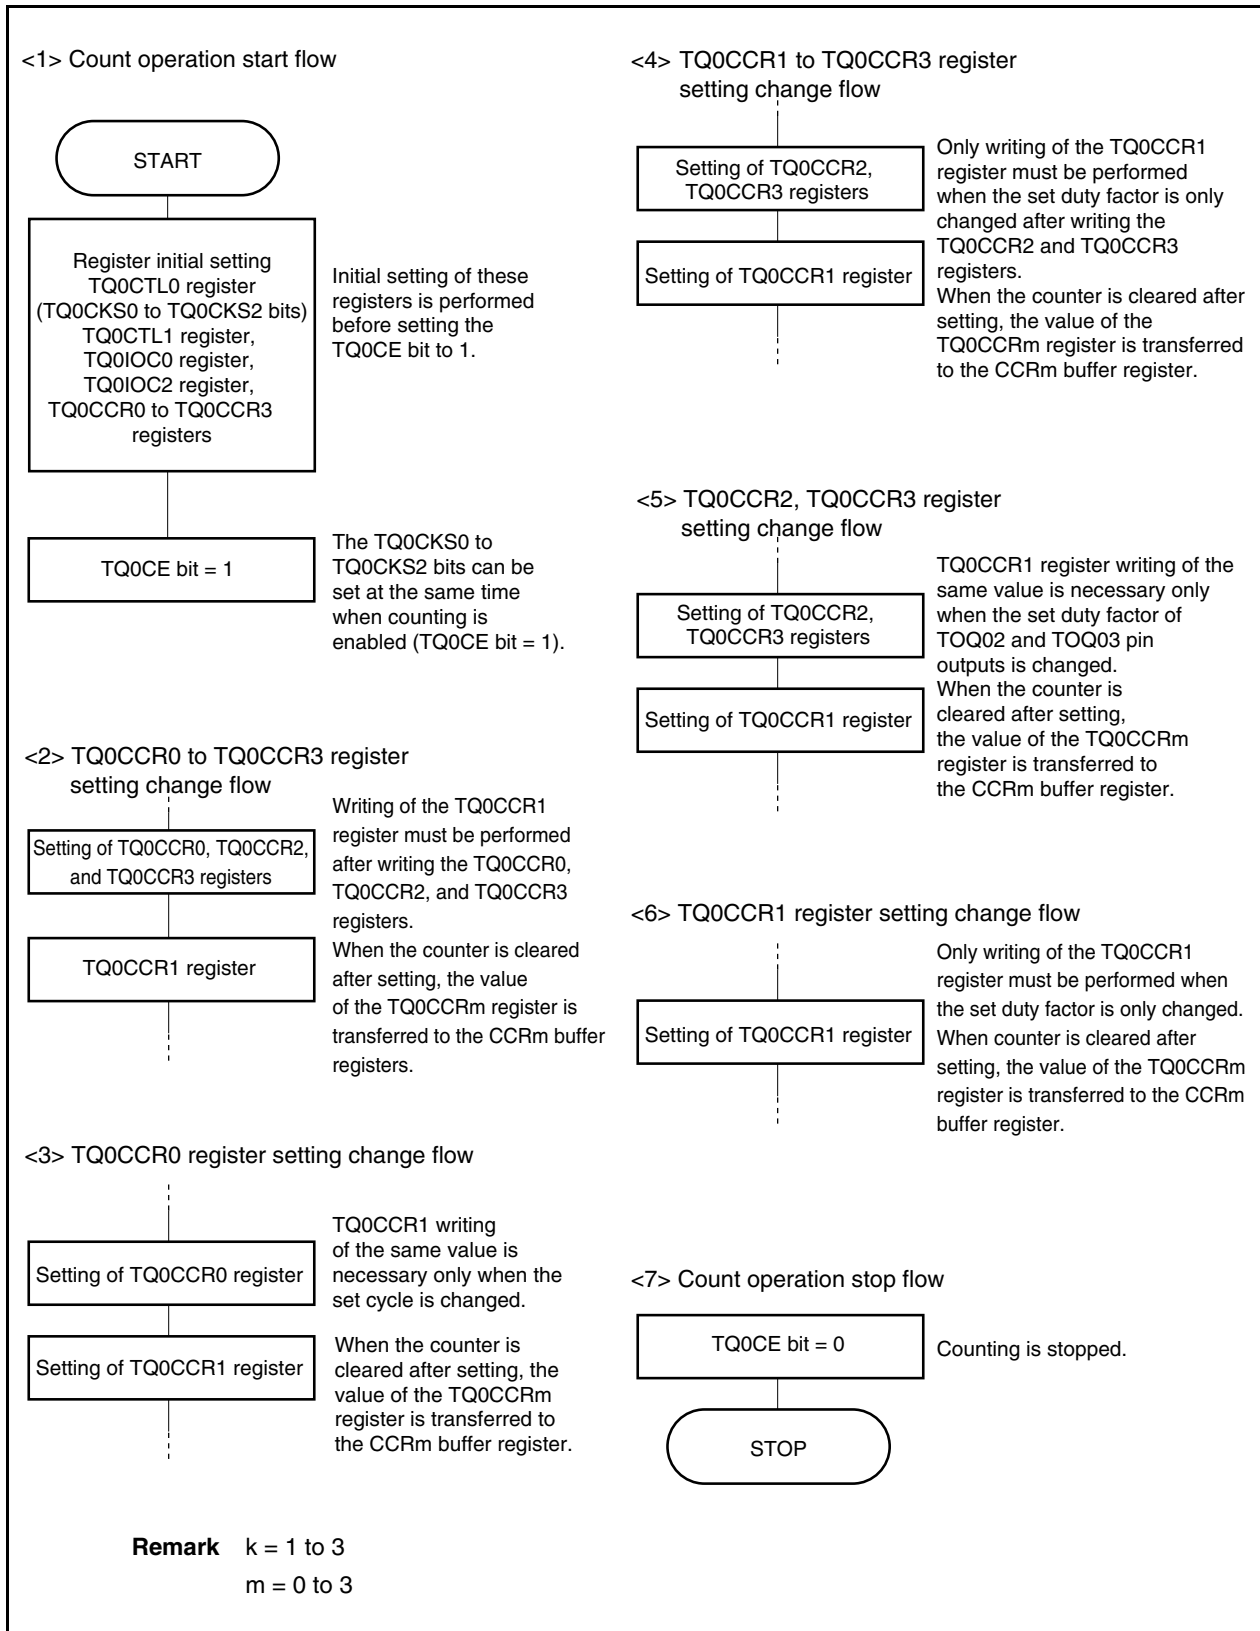 <1> Count operation start flow
START
Register initial setting
TQ0CTL0 register
(TQ0CKS0 to TQ0CKS2 bits)
TQ0CTL1 register,
TQ0IOC0 register,
TQ0IOC2 register,
TQ0CCR0 to TQ0CCR3
registers
Initial setting of these
registers is performed
before setting the
TQ0CE bit to 1.
TQ0CE bit = 1
The TQ0CKS0 to
TQ0CKS2 bits can be
set at the same time
when counting is
enabled (TQ0CE bit = 1).
<2> TQ0CCR0 to TQ0CCR3 register
setting change flow
Setting of TQ0CCR0, TQ0CCR2,
and TQ0CCR3 registers
TQ0CCR1 register
Writing of the TQ0CCR1
register must be performed
after writing the TQ0CCR0,
TQ0CCR2, and TQ0CCR3
registers.
When the counter is cleared
after setting, the value
of the TQ0CCRm register is
transferred to the CCRm buffer
registers.
<3> TQ0CCR0 register setting change flow
Setting of TQ0CCR0 register
TQ0CCR1 writing
of the same value is
necessary only when the
set cycle is changed.
Setting of TQ0CCR1 register
When the counter is
cleared after setting, the
value of the TQ0CCRm
register is transferred to
the CCRm buffer register.
<4> TQ0CCR1 to TQ0CCR3 register
setting change flow
Setting of TQ0CCR2,
TQ0CCR3 registers
Setting of TQ0CCR1 register
Only writing of the TQ0CCR1
register must be performed
when the set duty factor is only
changed after writing the
TQ0CCR2 and TQ0CCR3
registers.
When the counter is cleared after
setting, the value of the
TQ0CCRm register is transferred
to the CCRm buffer register.
<5> TQ0CCR2, TQ0CCR3 register
setting change flow
Setting of TQ0CCR2,
TQ0CCR3 registers
Setting of TQ0CCR1 register
TQ0CCR1 register writing of the
same value is necessary only
when the set duty factor of
TOQ02 and TOQ03 pin
outputs is changed.
When the counter is
cleared after setting,
the value of the TQ0CCRm
register is transferred to
the CCRm buffer register.
<6> TQ0CCR1 register setting change flow
Setting of TQ0CCR1 register
Only writing of the TQ0CCR1
register must be performed when
the set duty factor is only changed.
When counter is cleared after
setting, the value of the TQ0CCRm
register is transferred to the CCRm
buffer register.
<7> Count operation stop flow
TQ0CE bit = 0
Counting is stopped.
STOP
Remark k = 1 to 3
m = 0 to 3